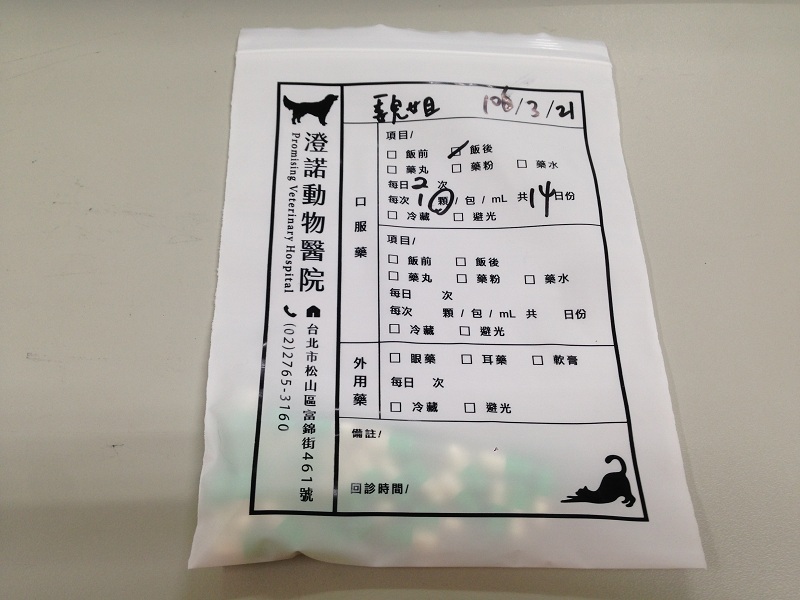 澄諾動物醫院
Promising Veterinary Hospital
台北市松山區富錦街461號
(02)2765-3160
106/3/21
口服藥
項目/
□ 飯前 ☑ 飯後
□ 藥丸 □ 藥粉 □ 藥水
每日2次
每次1顆/包/mL 共14日份
□ 冷藏 □ 避光
項目/
□ 飯前 □ 飯後
□ 藥丸 □ 藥粉 □ 藥水
每日 次
每次 顆/包/mL 共 日份
□ 冷藏 □ 避光
外用藥
□ 眼藥 □ 耳藥 □ 軟膏
每日 次
□ 冷藏 □ 避光
備註/
回診時間/